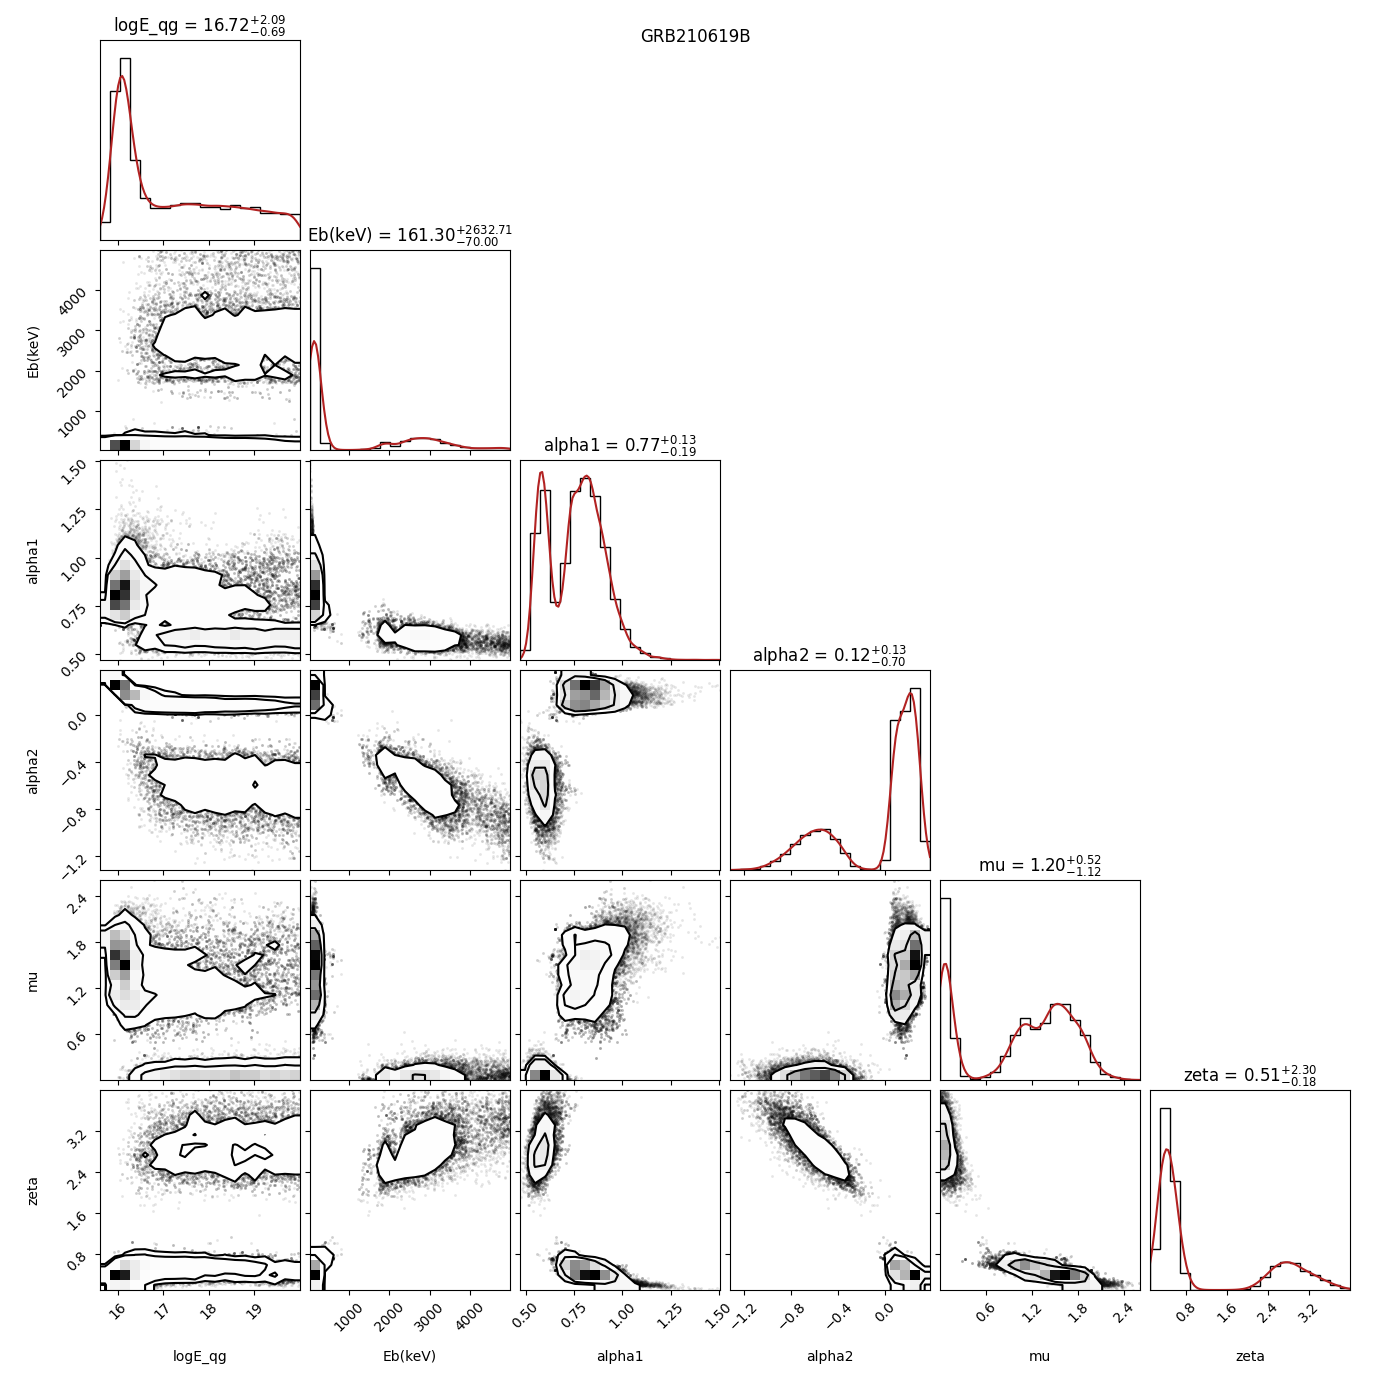 logE_qg = 16.72+2.09−0.69
GRB210619B
Eb(keV) = 161.30+2632.71−70.00
4000
3000
2000
1000
Eb(keV)
alpha1 = 0.77+0.13−0.19
1.50
1.25
1.00
0.75
0.50
alpha1
alpha2 = 0.12+0.13−0.70
0.0
−0.4
−0.8
−1.2
alpha2
mu = 1.20+0.52−1.12
2.4
1.8
1.2
0.6
mu
zeta = 0.51+2.30−0.18
3.2
2.4
1.6
0.8
zeta
16 17 18 19 1000 2000 3000 4000 0.50 0.75 1.00 1.25 1.50 −1.2 −0.8 −0.4 0.0 0.6 1.2 1.8 2.4 0.8 1.6 2.4 3.2
logE_qg Eb(keV) alpha1 alpha2 mu zeta